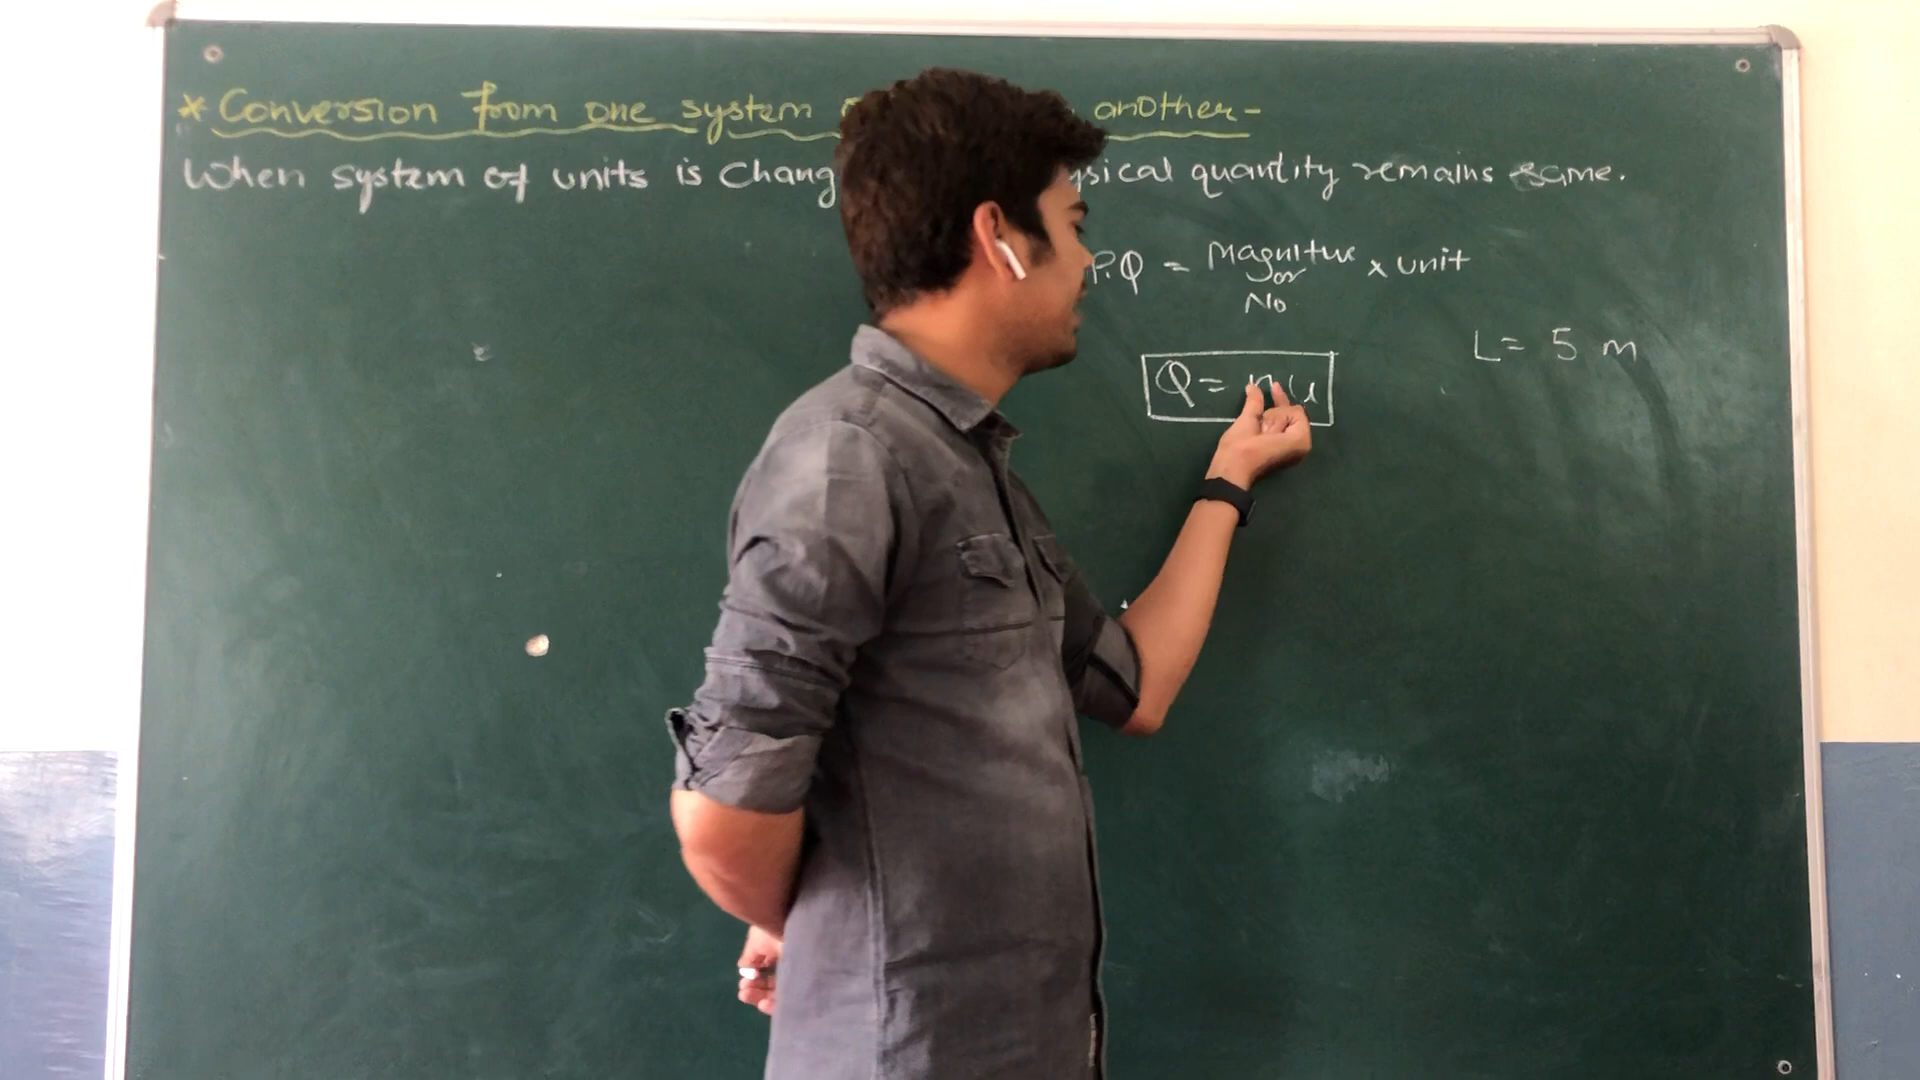 * Conversion from one system another-
When system of units is Chang ysical quantity remains same.
P.Q = Magnitue x unit
or
No
L= 5 m
Q = nu